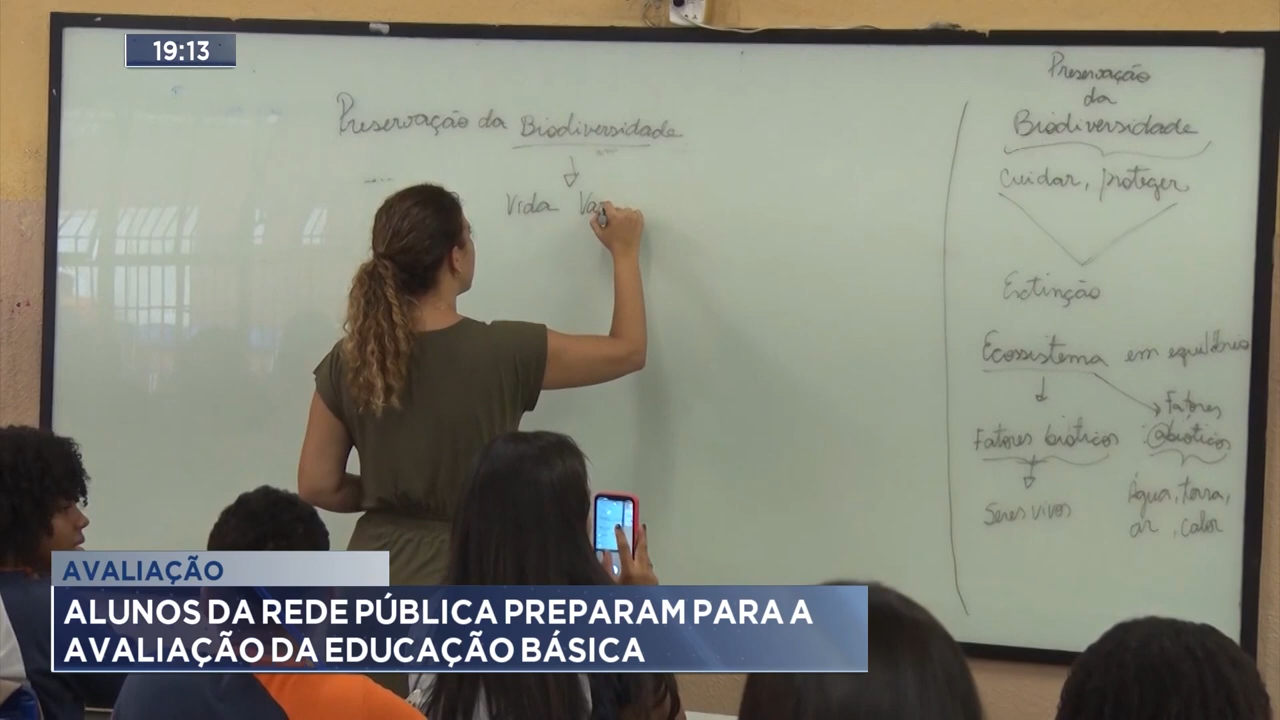 19:13
Preservação da Biodiversidade
Vida Va
Preservação
da
Biodiversidade
Cuidar, proteger
Extinção
Ecossistema em equilíbrio
Fatores bióticos
Seres vivos
Fatores
abióticos
Água, terra,
ar, calor
AVALIAÇÃO
ALUNOS DA REDE PÚBLICA PREPARAM PARA A
AVALIAÇÃO DA EDUCAÇÃO BÁSICA